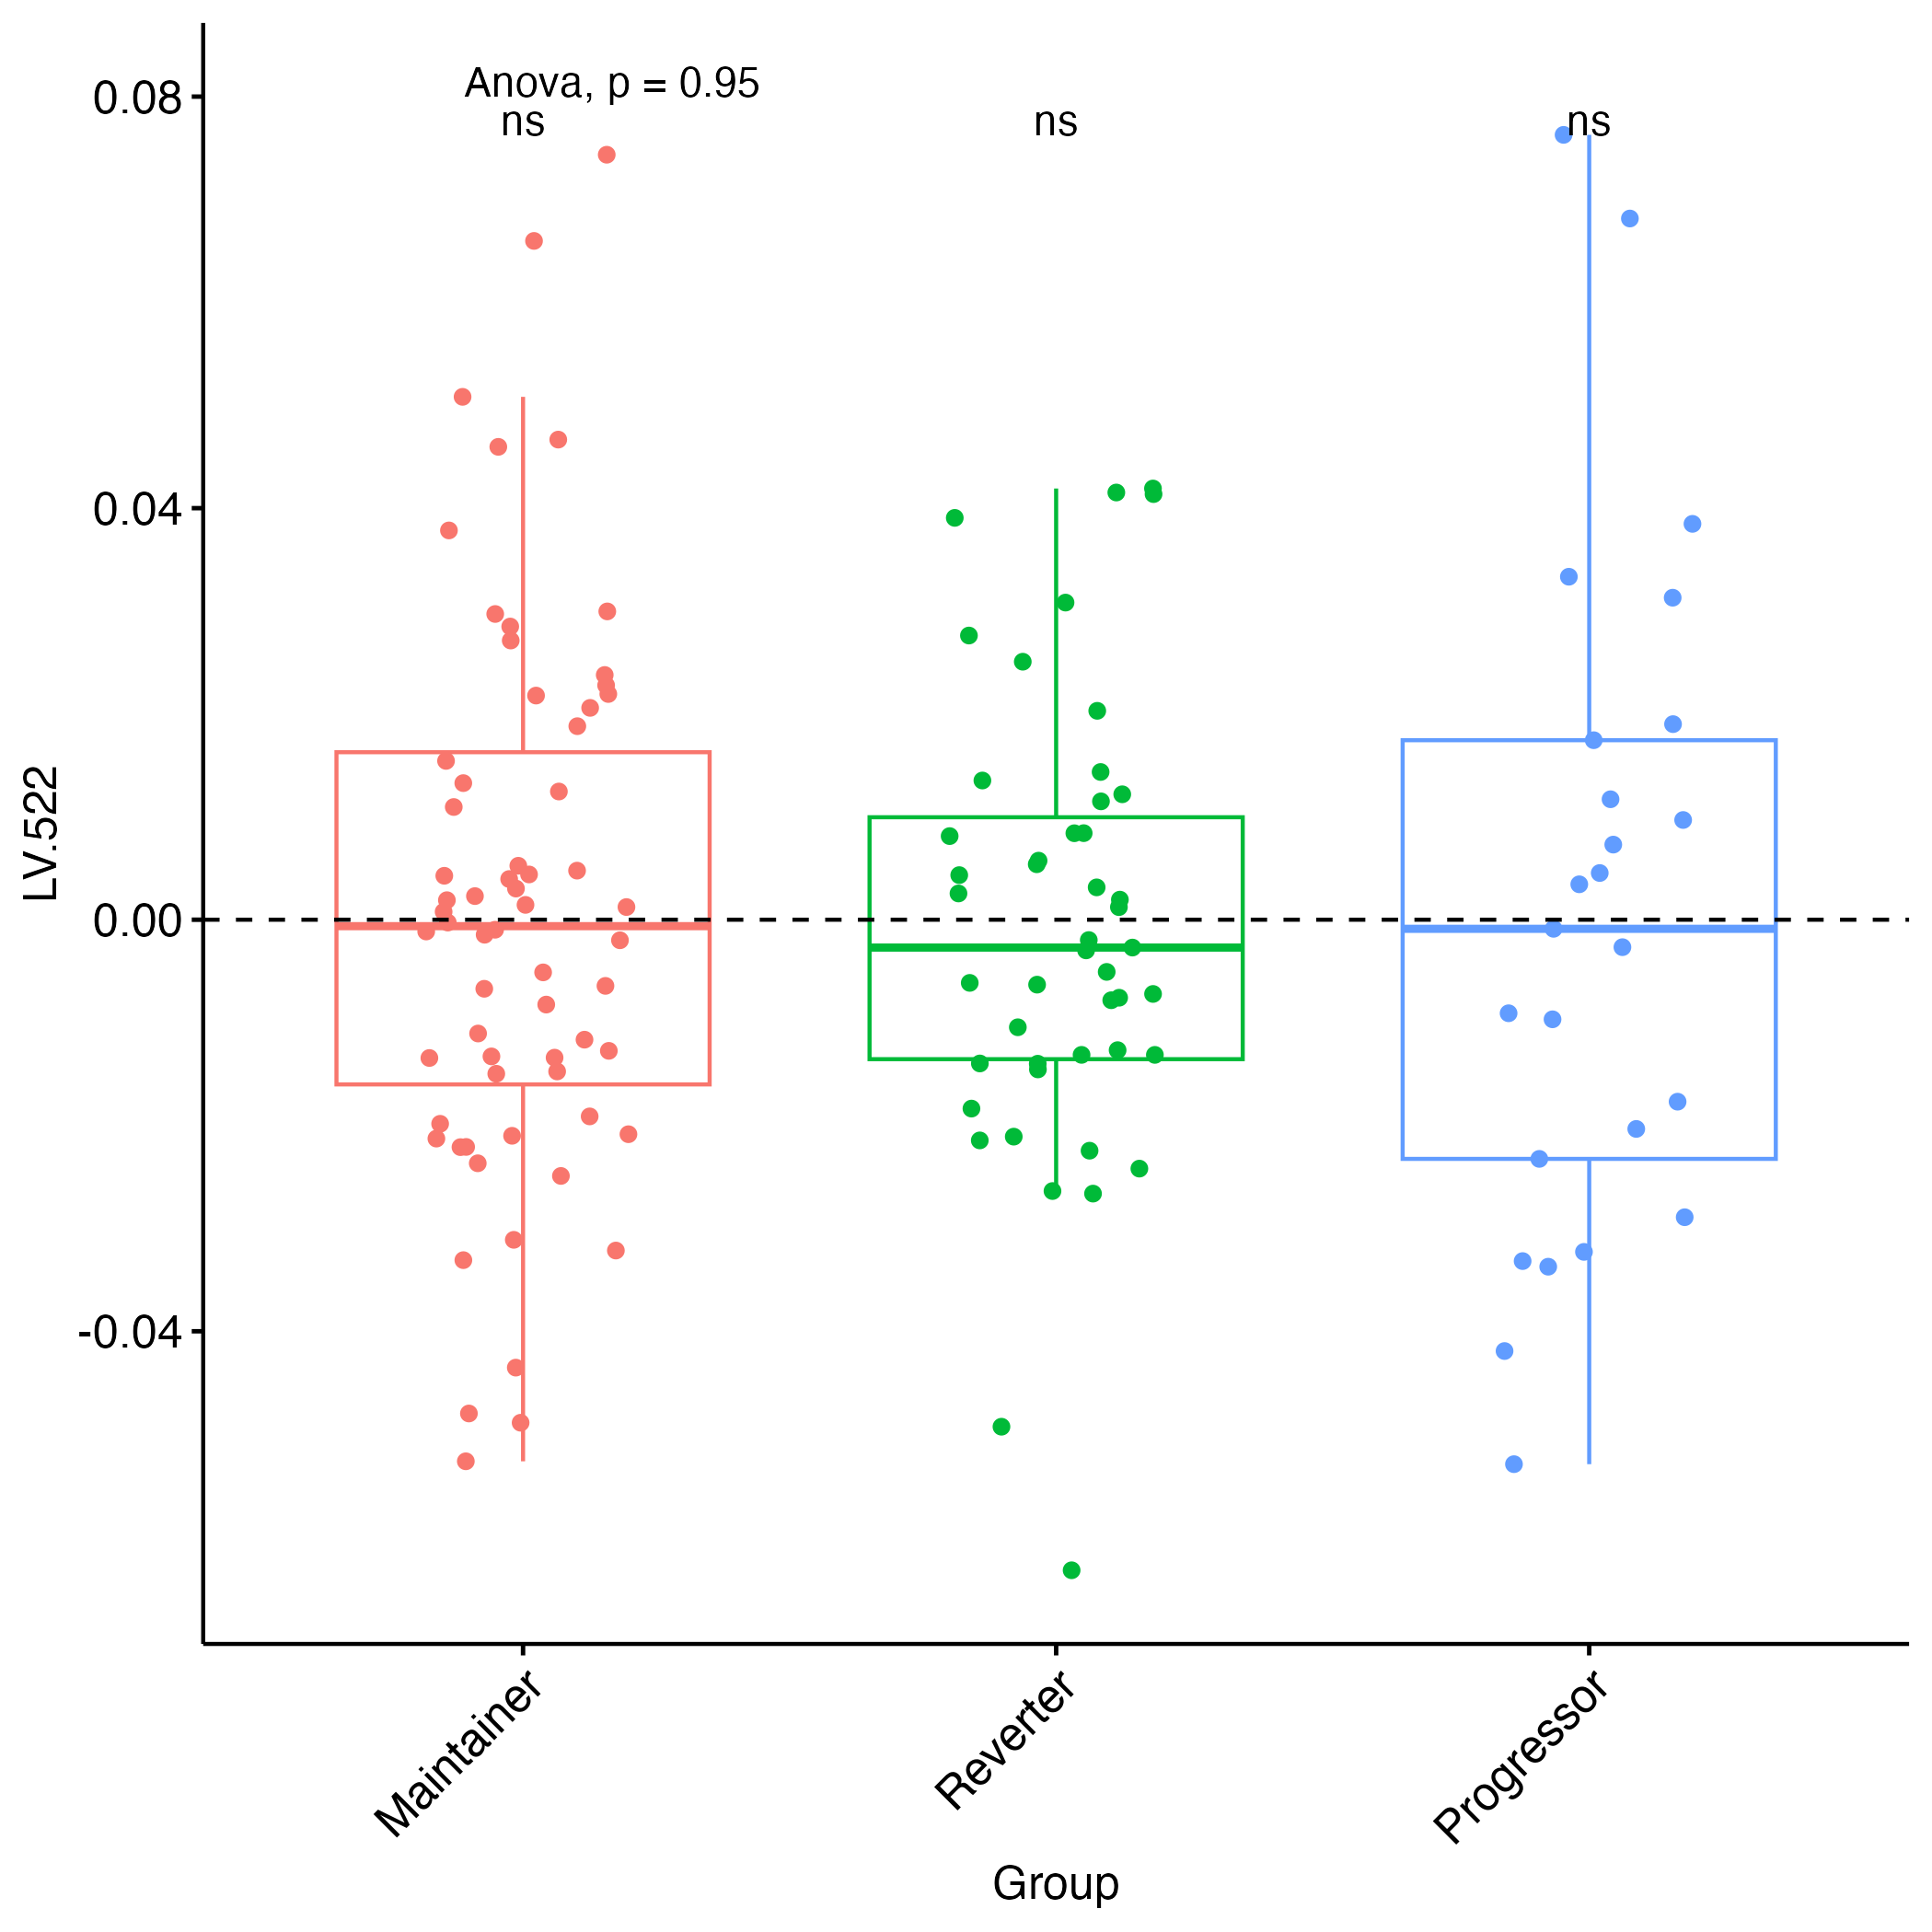 Anova, p = 0.95
ns
ns
ns
0.08
0.04
0.00
-0.04
LV.522
Maintainer
Reverter
Progressor
Group